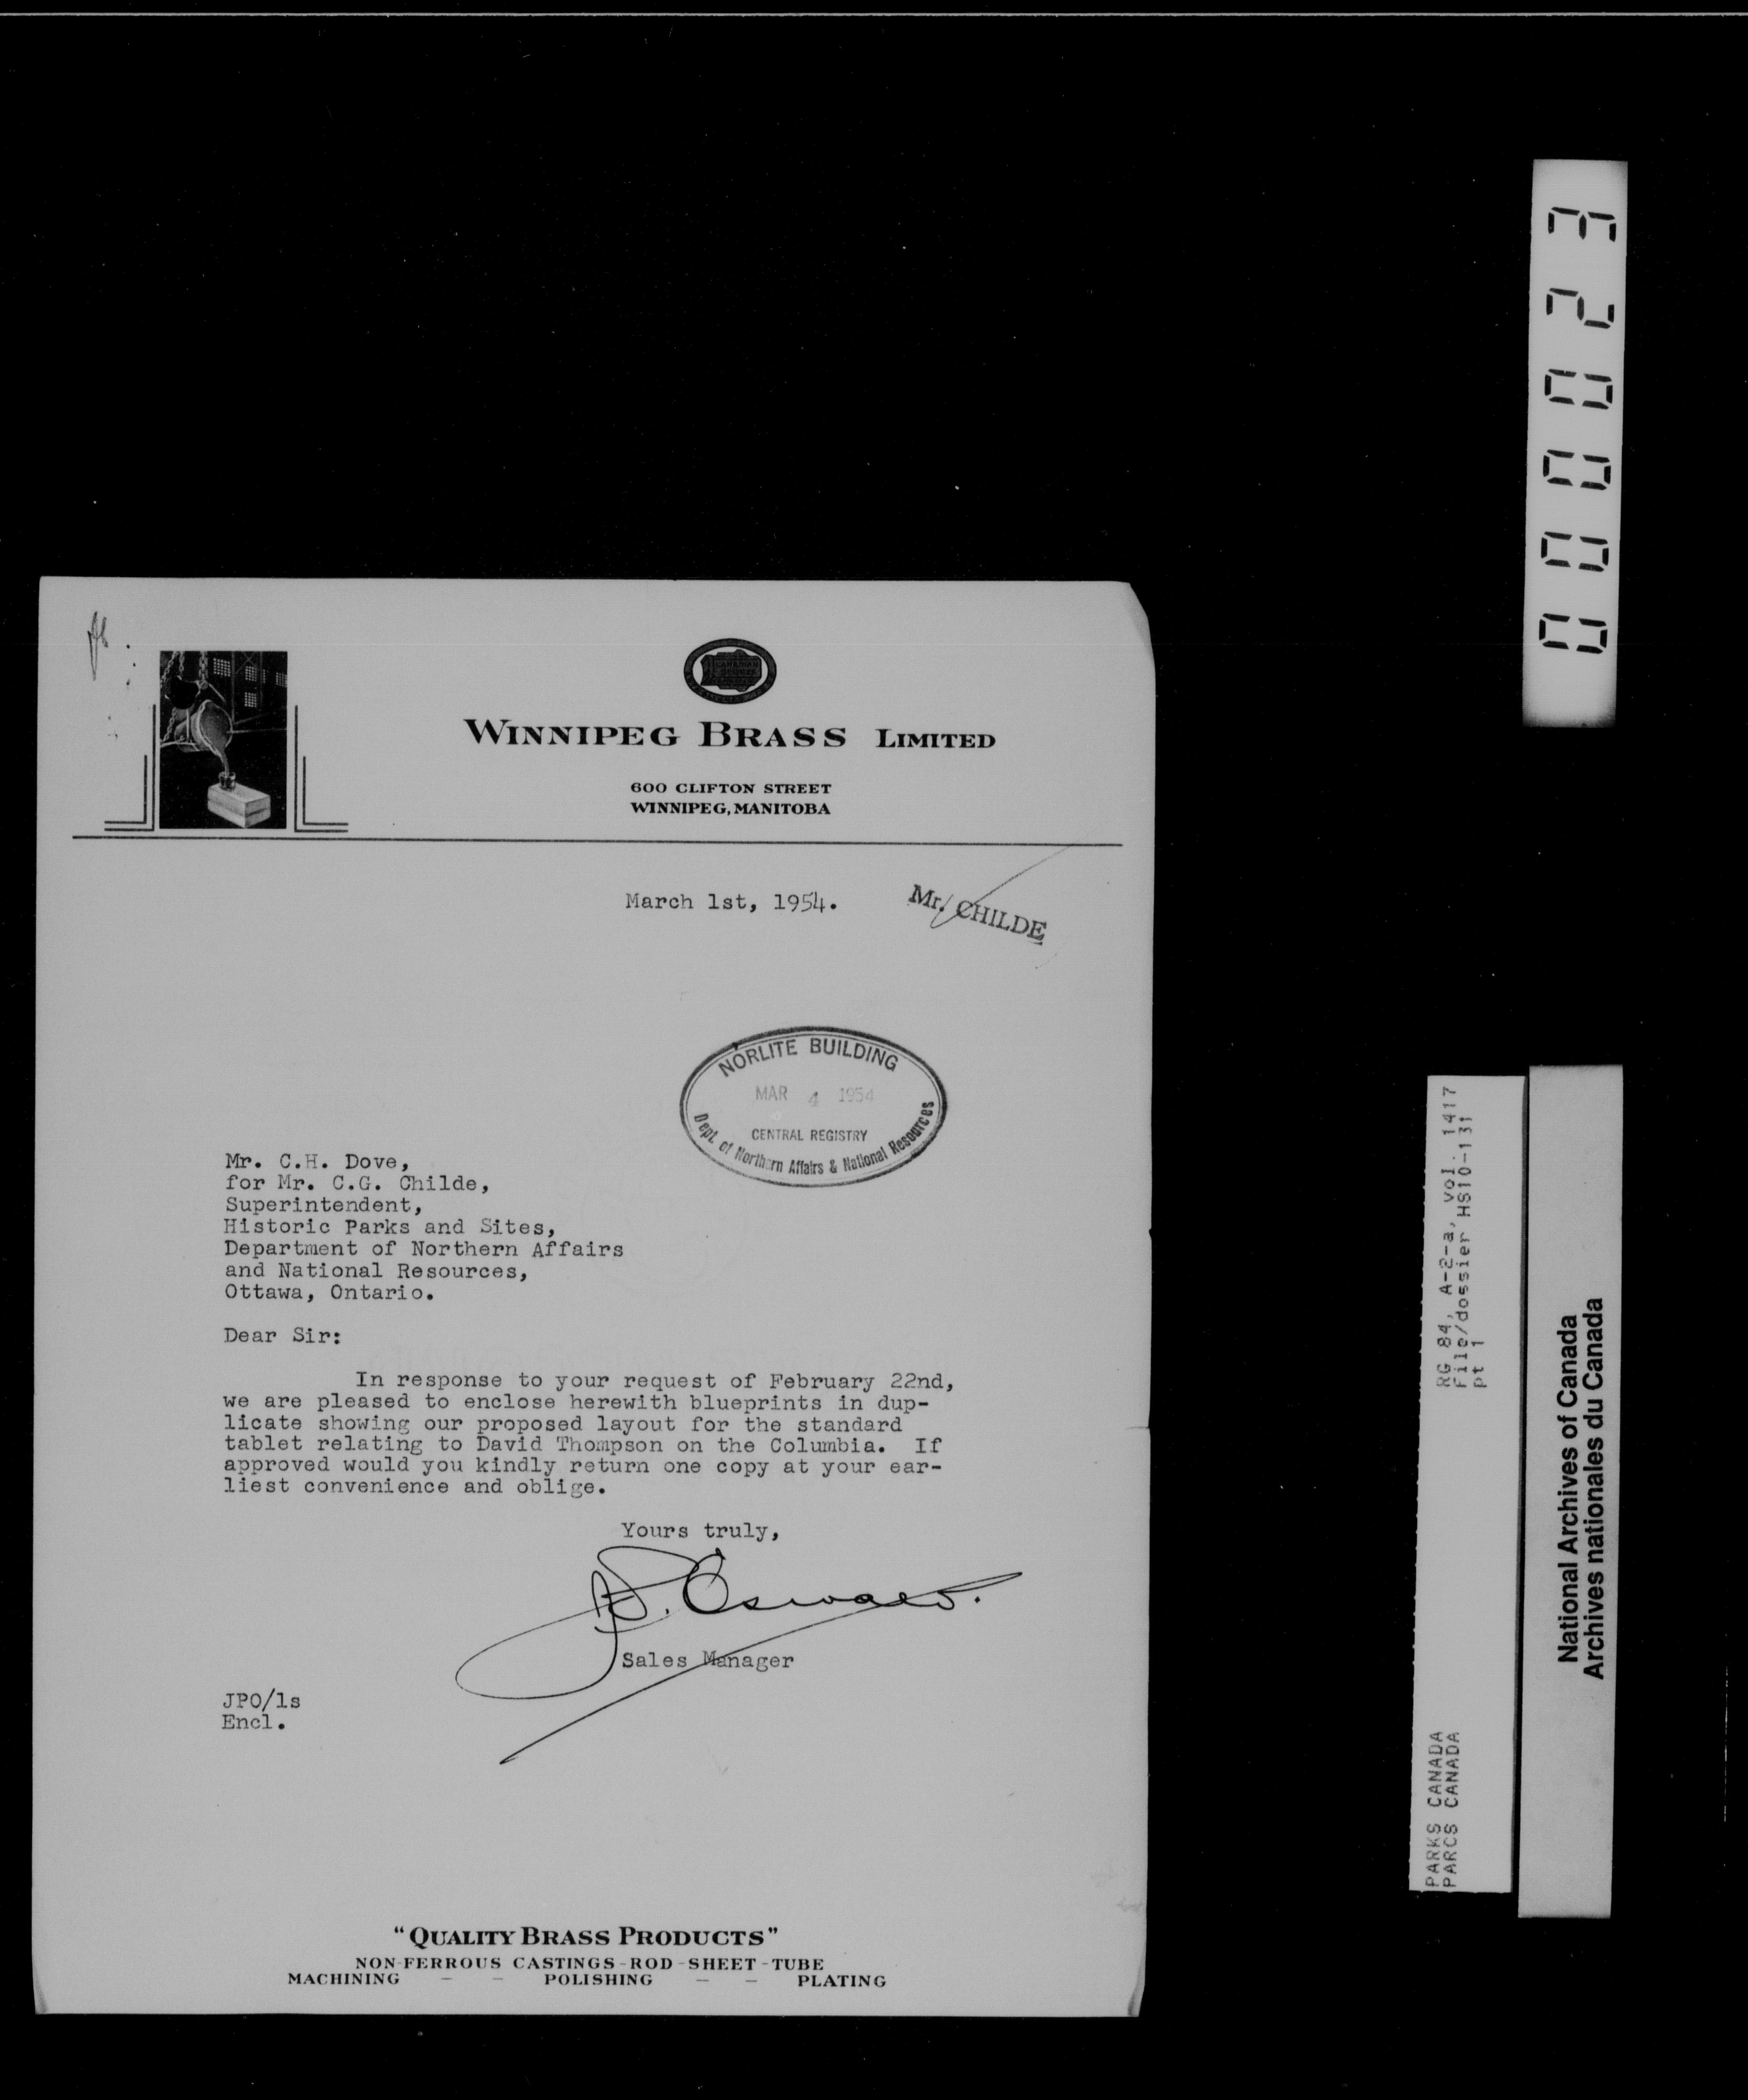 WINNIPEG BRASS LIMITED
600 CLIFTON STREET
WINNIPEG, MANITOBA
March 1st, 1954.
Mr. CHILDE
NORLITE BUILDING
MAR 4 1954
CENTRAL REGISTRY
Dept. of Northern Affairs & National Resources
Mr. C.H. Dove,
for Mr. C.G. Childe,
Superintendent,
Historic Parks and Sites,
Department of Northern Affairs
and National Resources,
Ottawa, Ontario.
Dear Sir:
In response to your request of February 22nd,
we are pleased to enclose herewith blueprints in dup-
licate showing our proposed layout for the standard
tablet relating to David Thompson on the Columbia. If
approved would you kindly return one copy at your ear-
liest convenience and oblige.
Yours truly,
J.P. Oswald.
Sales Manager
JPO/ls
Encl.
"QUALITY BRASS PRODUCTS"
NON-FERROUS CASTINGS-ROD-SHEET-TUBE
MACHINING - - POLISHING - - PLATING
000023
RG 84, A-2-a, vol. 1417
File/dossier HS10-131
pt 1
PARKS CANADA
PARCS CANADA
National Archives of Canada
Archives nationales du Canada